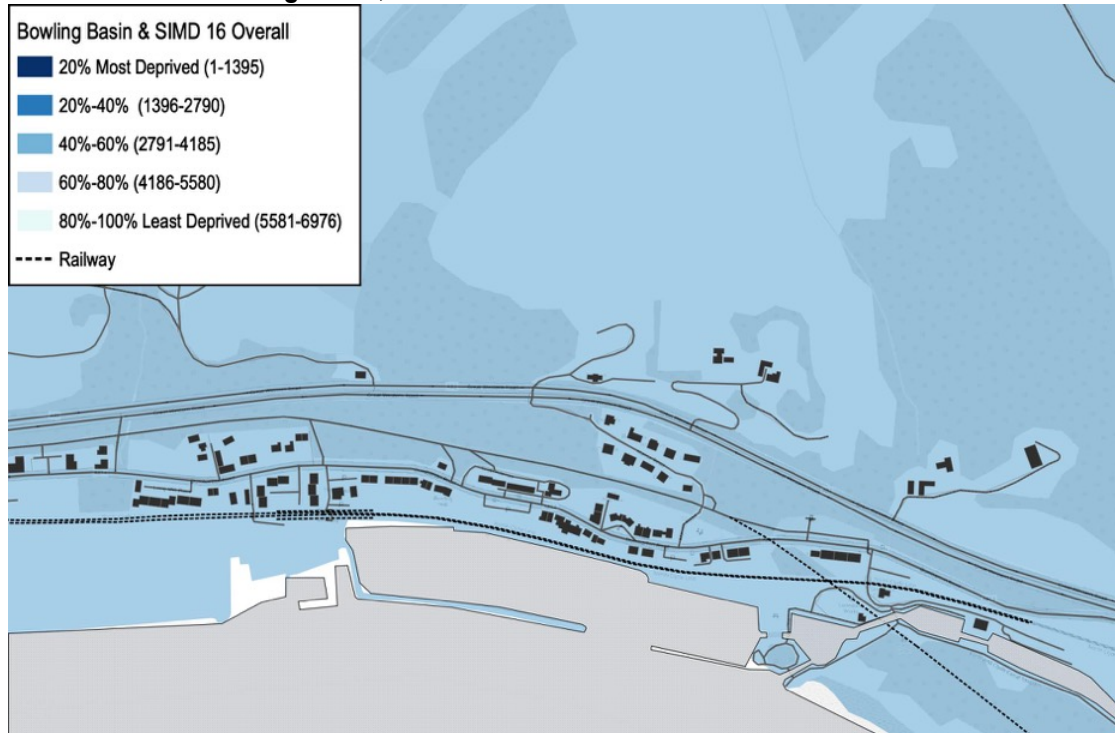 Bowling Basin & SIMD 16 Overall
20% Most Deprived (1-1395)
20%-40% (1396-2790)
40%-60% (2791-4185)
60%-80% (4186-5580)
80%-100% Least Deprived (5581-6976)
Railway